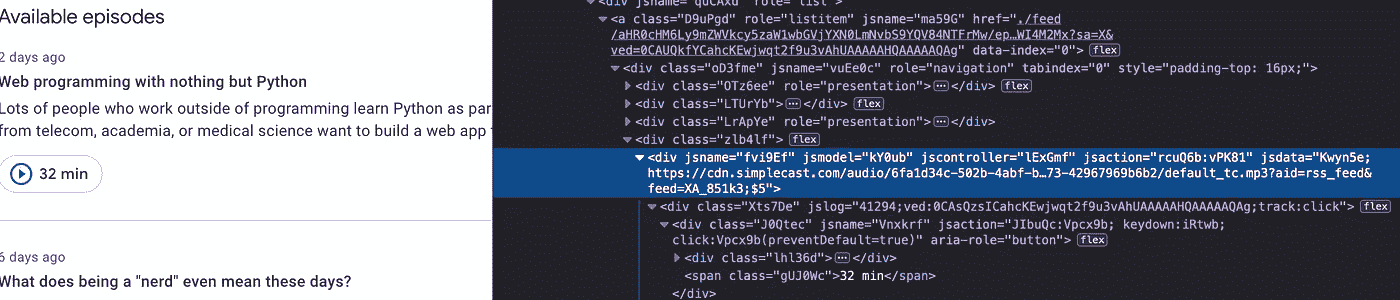 Available episodes
2 days ago
Web programming with nothing but Python
Lots of people who work outside of programming learn Python as par
from telecom, academia, or medical science want to build a web app
32 min
6 days ago
What does being a "nerd" even mean these days?
<div jsname="quCAxd" role="list">
<a class="D9uPgd" role="listitem" jsname="ma59G" href="./feed
/aHR0cHM6Ly9mZWVkcy5zaW1wbGVjYXN0LmNvbS9YQV84NTFrMw/ep…WI4M2Mx?sa=X&
ved=0CAUQkfYCahcKEwjwqt2f9u3vAhUAAAAAHQAAAAAQAg" data-index="0"> flex
<div class="oD3fme" jsname="vuEe0c" role="navigation" tabindex="0" style="padding-top: 16px;">
<div class="OTz6ee" role="presentation"> </div> flex
<div class="LTUrYb"> </div> flex
<div class="LrApYe" role="presentation"> </div>
<div class="zlb4lf"> flex
<div jsname="fvi9Ef" jsmodel="kY0ub" jscontroller="lExGmf" jsaction="rcuQ6b:vPK81" jsdata="Kwyn5e;
https://cdn.simplecast.com/audio/6fa1d34c-502b-4abf-b…73-42967969b6b2/default_tc.mp3?aid=rss_feed&
feed=XA_851k3;$5">
<div class="Xts7De" jslog="41294;ved:0CAsQzsICahcKEwjwqt2f9u3vAhUAAAAAHQAAAAAQAg;track:click"> flex
<div class="J0Qtec" jsname="Vnxkrf" jsaction="JIbuQc:Vpcx9b; keydown:iRtwb;
click:Vpcx9b(preventDefault=true)" aria-role="button"> flex
<div class="lhl36d"> </div>
<span class="gUJ0Wc">32 min</span>
</div>